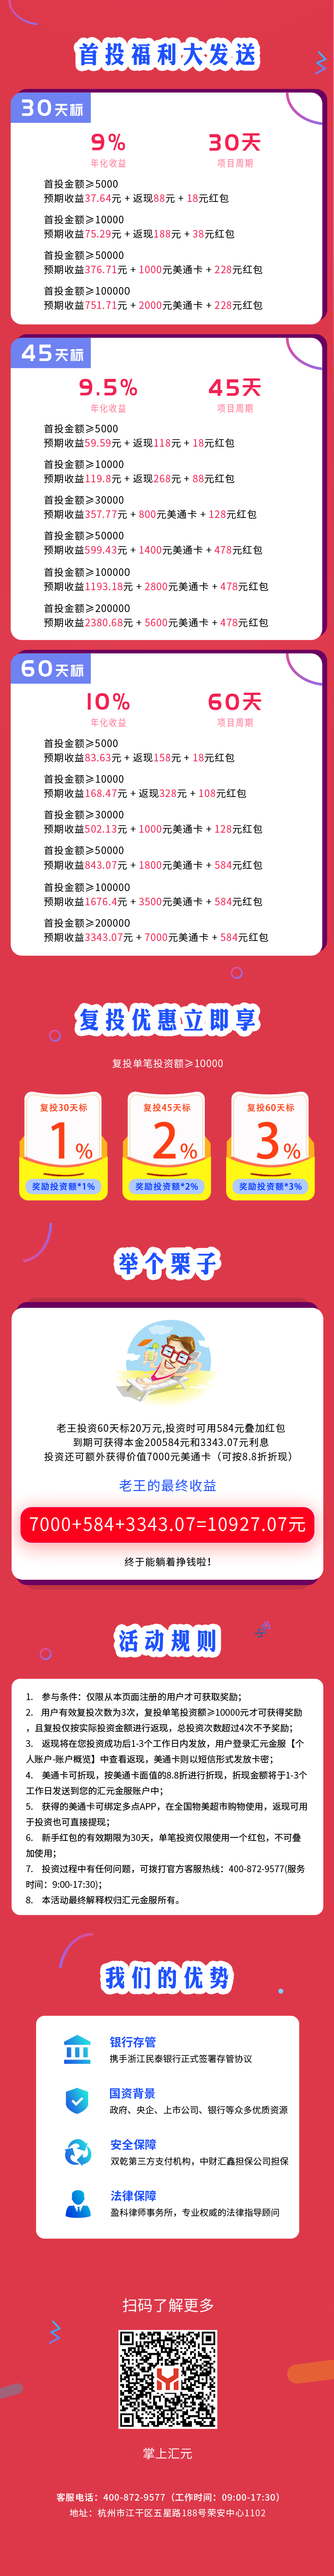 首投福利大发送
30天标
9% 30天
年化收益 项目周期
首投金额≥5000
预期收益37.64元 + 返现88元 + 18元红包
首投金额≥10000
预期收益75.29元 + 返现188元 + 38元红包
首投金额≥50000
预期收益376.71元 + 1000元美通卡 + 228元红包
首投金额≥100000
预期收益751.71元 + 2000元美通卡 + 228元红包
45天标
9.5% 45天
年化收益 项目周期
首投金额≥5000
预期收益59.59元 + 返现118元 + 18元红包
首投金额≥10000
预期收益119.8元 + 返现268元 + 88元红包
首投金额≥30000
预期收益357.77元 + 800元美通卡 + 128元红包
首投金额≥50000
预期收益599.43元 + 1400元美通卡 + 478元红包
首投金额≥100000
预期收益1193.18元 + 2800元美通卡 + 478元红包
首投金额≥200000
预期收益2380.68元 + 5600元美通卡 + 478元红包
60天标
10% 60天
年化收益 项目周期
首投金额≥5000
预期收益83.63元 + 返现158元 + 18元红包
首投金额≥10000
预期收益168.47元 + 返现328元 + 108元红包
首投金额≥30000
预期收益502.13元 + 1000元美通卡 + 128元红包
首投金额≥50000
预期收益843.07元 + 1800元美通卡 + 584元红包
首投金额≥100000
预期收益1676.4元 + 3500元美通卡 + 584元红包
首投金额≥200000
预期收益3343.07元 + 7000元美通卡 + 584元红包
复投优惠立即享
复投单笔投资额≥10000
复投30天标 复投45天标 复投60天标
1% 2% 3%
奖励投资额*1% 奖励投资额*2% 奖励投资额*3%
举个栗子
老王投资60天标20万元,投资时可用584元叠加红包
到期可获得本金200584元和3343.07元利息
投资还可额外获得价值7000元美通卡（可按8.8折折现）
老王的最终收益
7000+584+3343.07=10927.07元
终于能躺着挣钱啦！
活动规则
1. 参与条件：仅限从本页面注册的用户才可获取奖励；
2. 用户有效复投次数为3次，复投单笔投资额≥10000元才可获得奖励
，且复投仅按实际投资金额进行返现，总投资次数超过4次不予奖励；
3. 返现将在您投资成功后1-3个工作日内发放，用户登录汇元金服【个
人账户-账户概览】中查看返现，美通卡则以短信形式发放卡密；
4. 美通卡可折现，按美通卡面值的8.8折进行折现，折现金额将于1-3个
工作日发送到您的汇元金服账户中；
5. 获得的美通卡可绑定多点APP，在全国物美超市购物使用，返现可用
于投资也可直接提现；
6. 新手红包的有效期限为30天，单笔投资仅限使用一个红包，不可叠
加使用；
7. 投资过程中有任何问题，可拨打官方客服热线：400-872-9577(服务
时间：9:00-17:30)；
8. 本活动最终解释权归汇元金服所有。
我们的优势
银行存管
携手浙江民泰银行正式签署存管协议
国资背景
政府、央企、上市公司、银行等众多优质资源
安全保障
双乾第三方支付机构，中财汇鑫担保公司担保
法律保障
盈科律师事务所，专业权威的法律指导顾问
扫码了解更多
掌上汇元
客服电话：400-872-9577（工作时间：09:00-17:30）
地址：杭州市江干区五星路188号荣安中心1102